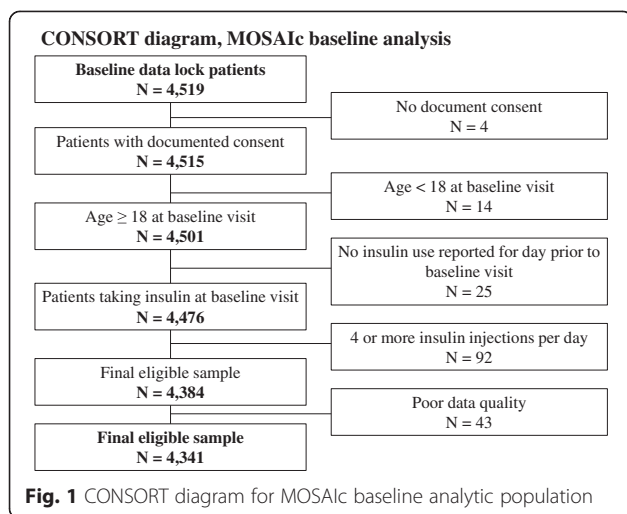 CONSORT diagram, MOSAIc baseline analysis
Baseline data lock patients
N = 4,519
No document consent
N = 4
Patients with documented consent
N = 4,515
Age < 18 at baseline visit
N = 14
Age ≥ 18 at baseline visit
N = 4,501
No insulin use reported for day prior to
baseline visit
N = 25
Patients taking insulin at baseline visit
N = 4,476
4 or more insulin injections per day
N = 92
Final eligible sample
N = 4,384
Poor data quality
N = 43
Final eligible sample
N = 4,341
Fig. 1 CONSORT diagram for MOSAIc baseline analytic population